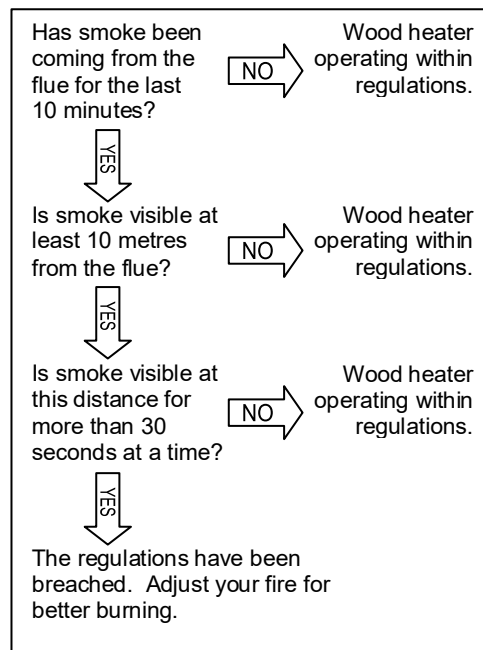 Has smoke been
coming from the
flue for the last
10 minutes?
NO
Wood heater
operating within
regulations.
YES
Is smoke visible at
least 10 metres
from the flue?
NO
Wood heater
operating within
regulations.
YES
Is smoke visible at
this distance for
more than 30
seconds at a time?
NO
Wood heater
operating within
regulations.
YES
The regulations have been
breached.  Adjust your fire for
better burning.